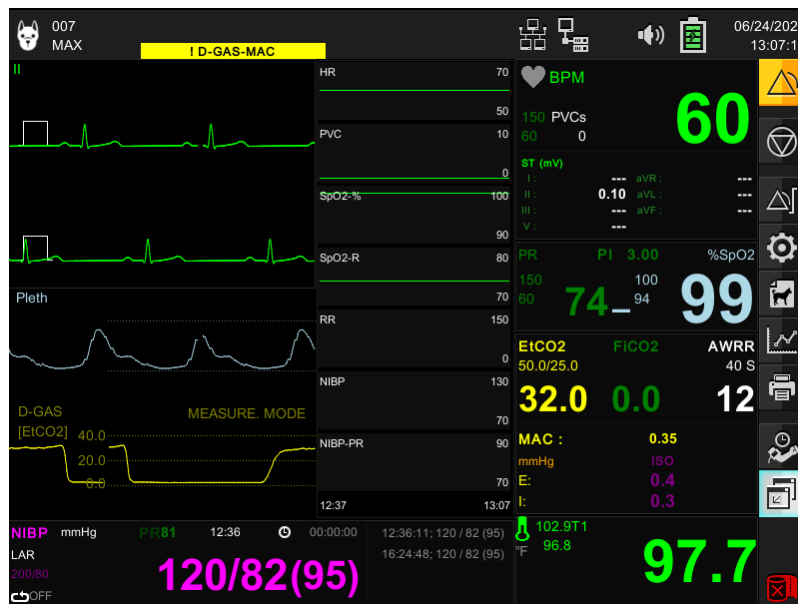 007
MAX
! D-GAS-MAC
06/24/202
13:07:1
II
HR 70
50
PVC 10
0
SpO2-% 100
90
SpO2-R 80
70
RR 150
0
NIBP 130
70
NIBP-PR 90
70
12:37 13:07
Pleth
D-GAS MEASURE. MODE
[EtCO2] 40.0
20.0
0.0
BPM
60
150 PVCs
60 0
ST (mV)
I : --- aVR : ---
II : 0.10 aVL : ---
III : --- aVF : ---
V : ---
PR PI 3.00 %SpO2
150 100
60 74 94 99
EtCO2 FiCO2 AWRR
50.0/25.0 40 S
32.0 0.0 12
MAC : 0.35
mmHg ISO
E: 0.4
I: 0.3
NIBP mmHg PR81 12:36 00:00:00
LAR
200/80
OFF
120/82(95)
12:36:11; 120 / 82 (95)
16:24:48; 120 / 82 (95)
102.9T1
°F 96.8
97.7